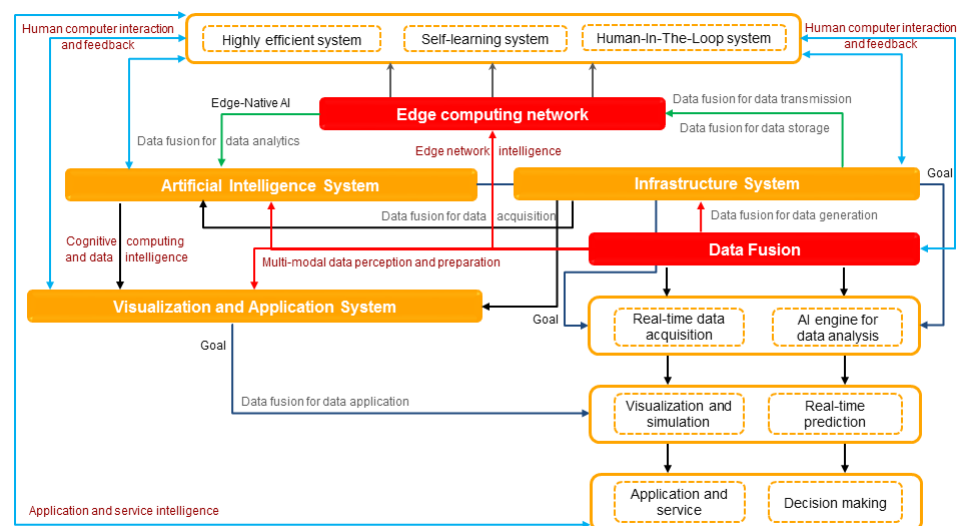 Human computer interaction
and feedback
Highly efficient system
Self-learning system
Human-In-The-Loop system
Human computer interaction
and feedback
Edge-Native AI
Edge computing network
Data fusion for data transmission
Data fusion for data analytics
Data fusion for data storage
Edge network intelligence
Artificial Intelligence System
Infrastructure System
Goal
Data fusion for data acquisition
Data fusion for data generation
Cognitive computing
and data intelligence
Data Fusion
Multi-modal data perception and preparation
Visualization and Application System
Goal
Real-time data
acquisition
AI engine for
data analysis
Goal
Data fusion for data application
Visualization and
simulation
Real-time
prediction
Application and service intelligence
Application and
service
Decision making